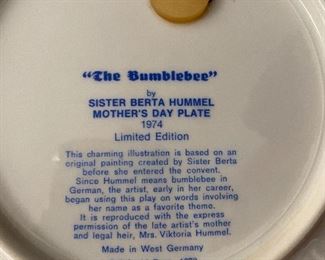 "The Bumblebee"
by
SISTER BERTA HUMMEL
MOTHER'S DAY PLATE
1974
Limited Edition
This charming illustration is based on an
original painting created by Sister Berta
before she entered the convent.
Since Hummel means bumblebee in
German, the artist, early in her career,
began using this play on words involving
her name as a favorite theme.
It is reproduced with the express
permission of the late artist's mother
and legal heir, Mrs. Viktoria Hummel.
Made in West Germany